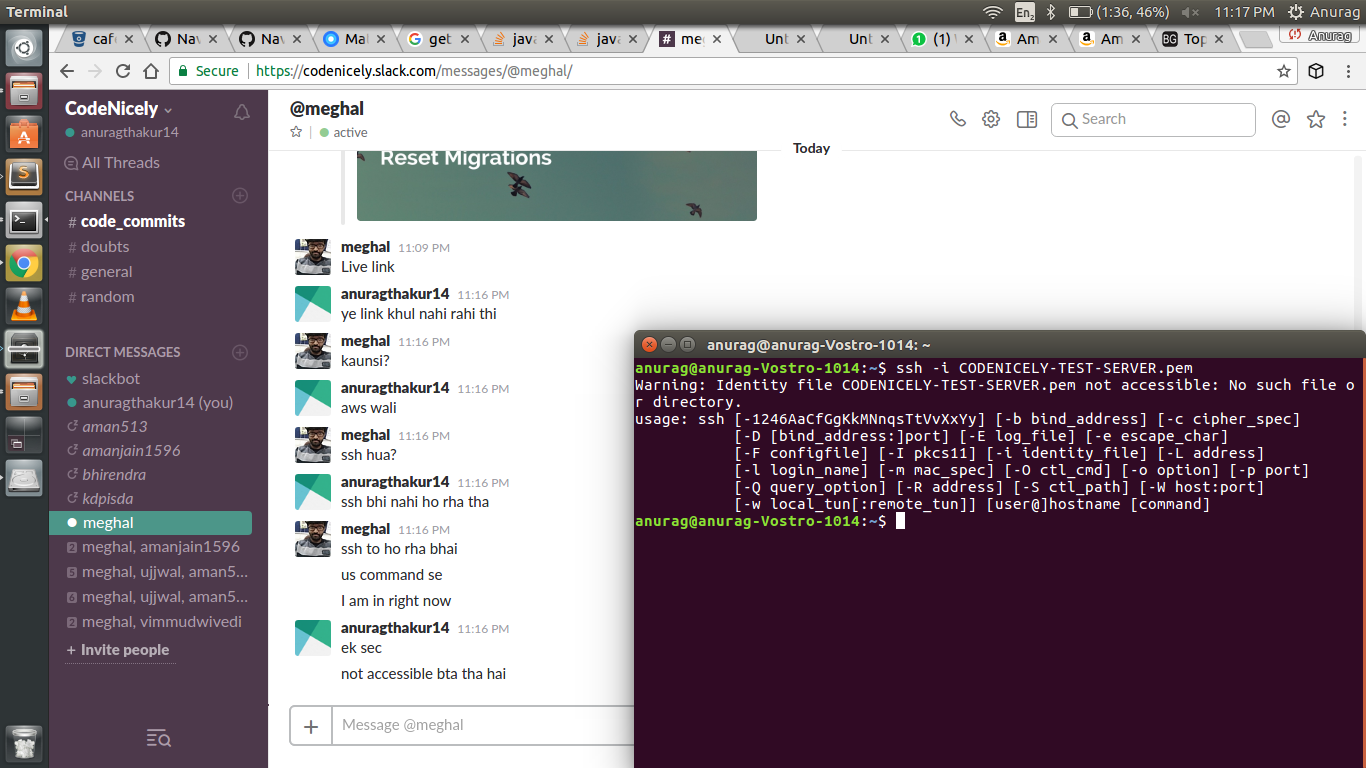 Terminal
En2
(1:36, 46%)
11:17 PM
Anurag
caf
Nav
Nav
Mai
get
java
java
me
Unt
Unt
(1)
Am
Am
BG
Top
Anurag
Secure
https://codenicely.slack.com/messages/@meghal/
CodeNicely
anuragthakur14
All Threads
CHANNELS
# code_commits
# doubts
# general
# random
DIRECT MESSAGES
slackbot
anuragthakur14 (you)
aman513
amanjain1596
bhirendra
kdpisda
meghal
2 meghal, amanjain1596
5 meghal, ujjwal, aman5...
6 meghal, ujjwal, aman5...
2 meghal, vimmudwivedi
+ Invite people
@meghal
active
Search
Today
Reset Migrations
meghal 11:09 PM
Live link
anuragthakur14 11:16 PM
ye link khul nahi rahi thi
meghal 11:16 PM
kaunsi?
anuragthakur14 11:16 PM
aws wali
meghal 11:16 PM
ssh hua?
anuragthakur14 11:16 PM
ssh bhi nahi ho rha tha
meghal 11:16 PM
ssh to ho rha bhai
us command se
I am in right now
anuragthakur14 11:16 PM
ek sec
not accessible bta tha hai
Message @meghal
anurag@anurag-Vostro-1014: ~
anurag@anurag-Vostro-1014:~$ ssh -i CODENICELY-TEST-SERVER.pem
Warning: Identity file CODENICELY-TEST-SERVER.pem not accessible: No such file o
r directory.
usage: ssh [-1246AaCfGgKkMNnqsTtVvXxYy] [-b bind_address] [-c cipher_spec]
[-D [bind_address:]port] [-E log_file] [-e escape_char]
[-F configfile] [-I pkcs11] [-i identity_file] [-L address]
[-l login_name] [-m mac_spec] [-O ctl_cmd] [-o option] [-p port]
[-Q query_option] [-R address] [-S ctl_path] [-W host:port]
[-w local_tun[:remote_tun]] [user@]hostname [command]
anurag@anurag-Vostro-1014:~$